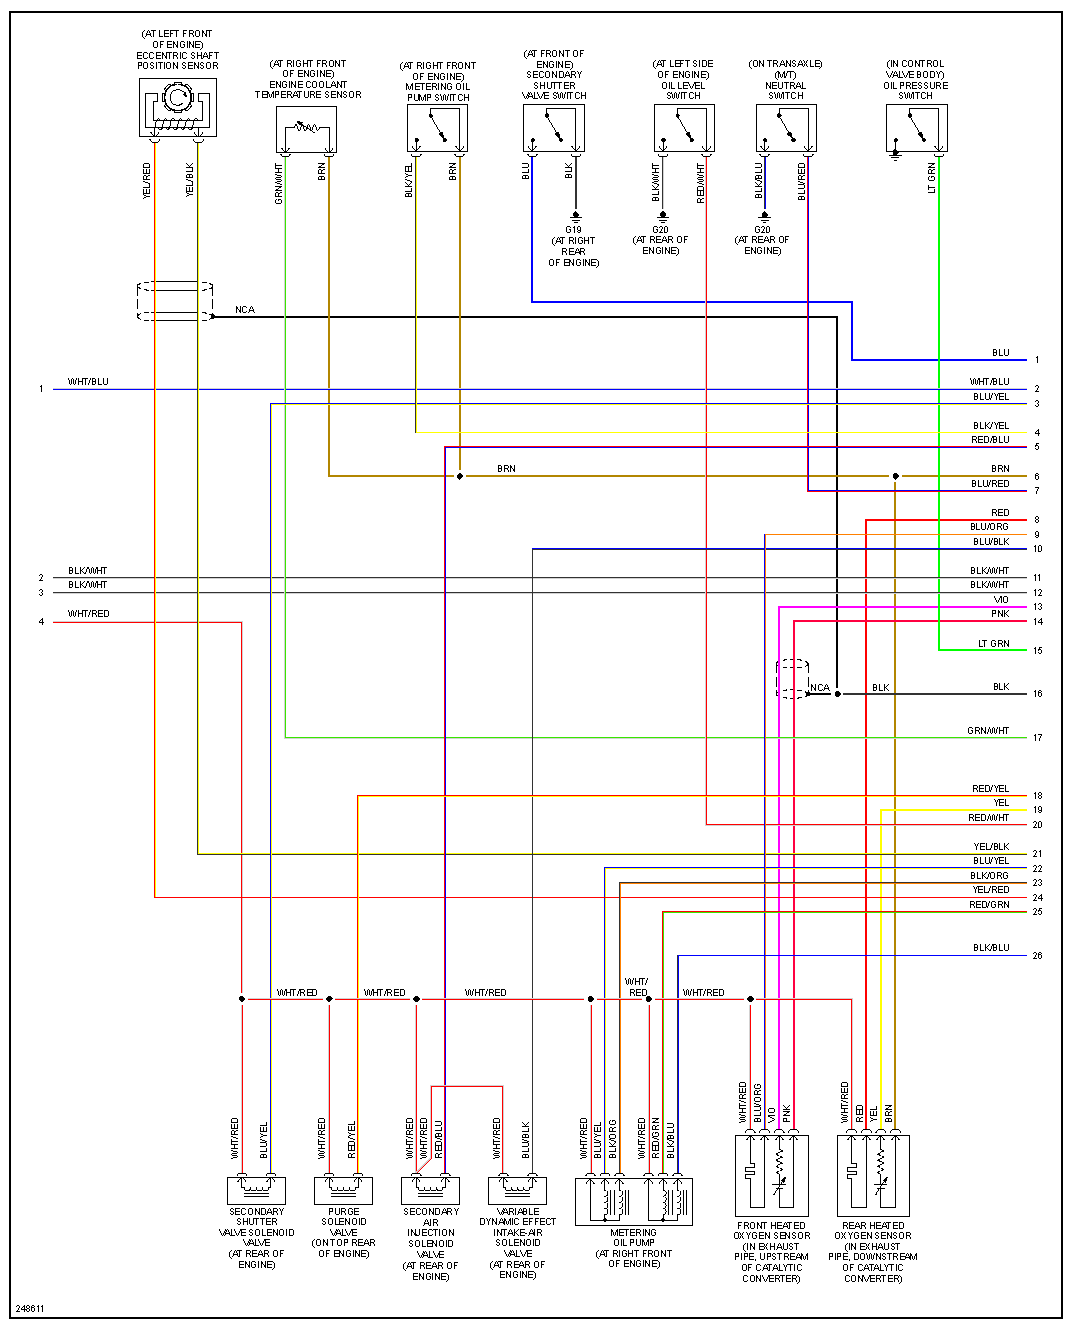 (AT LEFT FRONT
OF ENGINE)
ECCENTRIC SHAFT
POSITION SENSOR
(AT RIGHT FRONT
OF ENGINE)
ENGINE COOLANT
TEMPERATURE SENSOR
(AT RIGHT FRONT
OF ENGINE)
METERING OIL
PUMP SWITCH
(AT FRONT OF
ENGINE)
SECONDARY
SHUTTER
VALVE SWITCH
(AT LEFT SIDE
OF ENGINE)
OIL LEVEL
SWITCH
(ON TRANSAXLE)
(M/T)
NEUTRAL
SWITCH
(IN CONTROL
VALVE BODY)
OIL PRESSURE
SWITCH
YEL/RED
YEL/BLK
GRN/WHT
BRN
BLK/YEL
BRN
BLU
BLK
BLK/WHT
RED/WHT
BLK/BLU
BLU/RED
LT GRN
G19
(AT RIGHT
REAR
OF ENGINE)
G20
(AT REAR OF
ENGINE)
G20
(AT REAR OF
ENGINE)
NCA
BLU 1
1 WHT/BLU
WHT/BLU 2
BLU/YEL 3
BLK/YEL 4
RED/BLU 5
BRN
BRN 6
BLU/RED 7
RED 8
BLU/ORG 9
BLU/BLK 10
2 BLK/WHT
BLK/WHT 11
3 BLK/WHT
BLK/WHT 12
VIO 13
4 WHT/RED
PNK 14
LT GRN 15
NCA
BLK
BLK 16
GRN/WHT 17
RED/YEL 18
YEL 19
RED/WHT 20
YEL/BLK 21
BLU/YEL 22
BLK/ORG 23
YEL/RED 24
RED/GRN 25
BLK/BLU 26
WHT/RED
WHT/RED
WHT/RED
WHT/
RED
WHT/RED
WHT/RED
BLU/YEL
WHT/RED
RED/YEL
WHT/RED
WHT/RED
RED/BLU
WHT/RED
BLU/BLK
WHT/RED
BLU/YEL
BLK/ORG
WHT/RED
RED/GRN
BLK/BLU
WHT/RED
BLU/ORG
VIO
PNK
WHT/RED
RED
YEL
BRN
SECONDARY
SHUTTER
VALVE SOLENOID
VALVE
(AT REAR OF
ENGINE)
PURGE
SOLENOID
VALVE
(ON TOP REAR
OF ENGINE)
SECONDARY
AIR
INJECTION
SOLENOID
VALVE
(AT REAR OF
ENGINE)
VARIABLE
DYNAMIC EFFECT
INTAKE-AIR
SOLENOID
VALVE
(AT REAR OF
ENGINE)
METERING
OIL PUMP
(AT RIGHT FRONT
OF ENGINE)
FRONT HEATED
OXYGEN SENSOR
(IN EXHAUST
PIPE, UPSTREAM
OF CATALYTIC
CONVERTER)
REAR HEATED
OXYGEN SENSOR
(IN EXHAUST
PIPE, DOWNSTREAM
OF CATALYTIC
CONVERTER)
248611